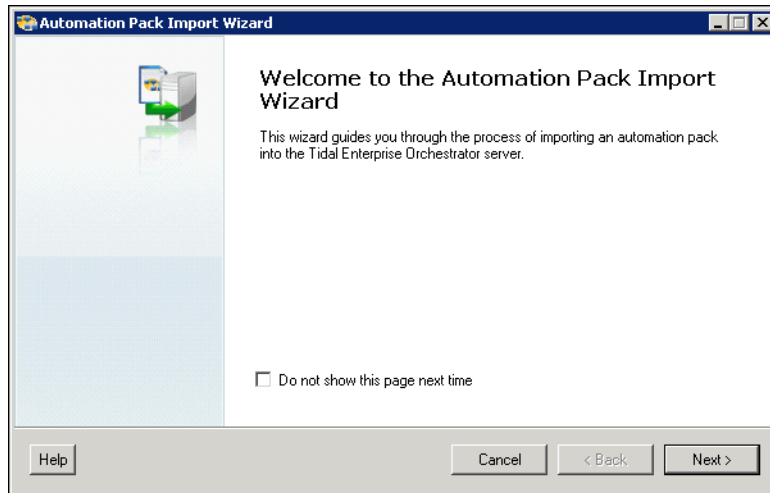 Automation Pack Import Wizard
Welcome to the Automation Pack Import
Wizard
This wizard guides you through the process of importing an automation pack
into the Tidal Enterprise Orchestrator server.
Do not show this page next time
Help
Cancel
< Back
Next >